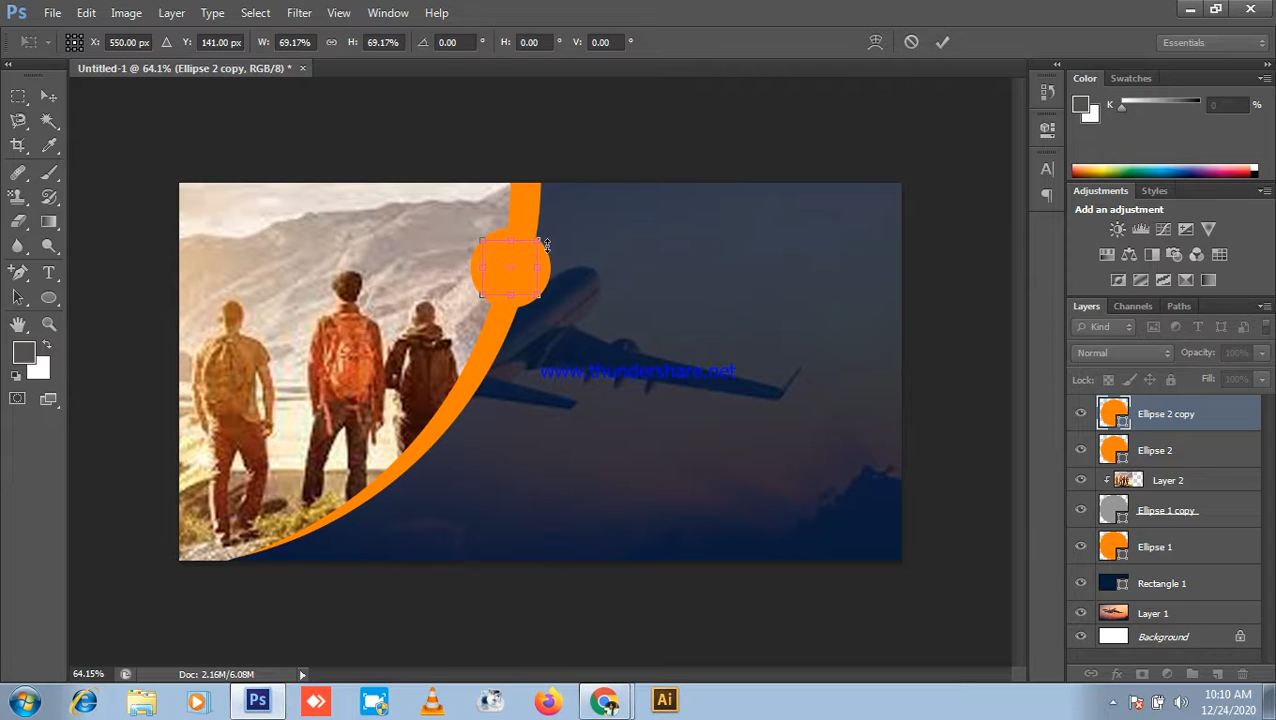 Ps File Edit Image Layer Type Select Filter View Window Help
X: 550.00 px Y: 141.00 px W: 69.17% H: 69.17% 0.00 ° H: 0.00 ° V: 0.00 ° Essentials
Untitled-1 @ 64.1% (Ellipse 2 copy, RGB/8) * ×
Color Swatches
K 0 %
Adjustments Styles
Add an adjustment
Layers Channels Paths
Kind
Normal Opacity: 100%
Lock: Fill: 100%
Ellipse 2 copy
Ellipse 2
Layer 2
Ellipse 1 copy
Ellipse 1
Rectangle 1
Layer 1
Background
www.thundershare.net
64.15% Doc: 2.16M/6.08M
Ps Ai
10:10 AM
12/24/2020